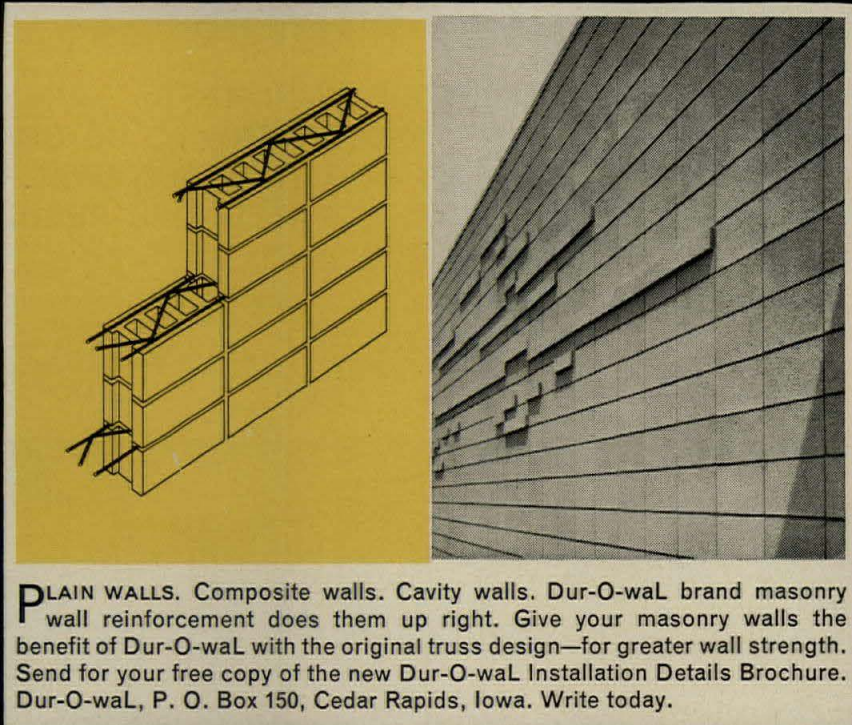 PLAIN WALLS. Composite walls. Cavity walls. Dur-O-waL brand masonry
wall reinforcement does them up right. Give your masonry walls the
benefit of Dur-O-waL with the original truss design—for greater wall strength.
Send for your free copy of the new Dur-O-waL Installation Details Brochure.
Dur-O-waL, P. O. Box 150, Cedar Rapids, Iowa. Write today.